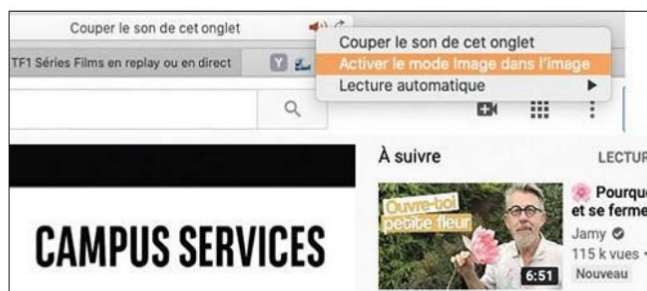 Couper le son de cet onglet
Couper le son de cet onglet
Activer le mode Image dans l'image
Lecture automatique
TF1 Séries Films en replay ou en direct
Y
À suivre
LECTUR
Ouvre-toi
petite fleur
6:51
Pourque
et se ferme
Jamy
115 k vues
Nouveau
CAMPUS SERVICES